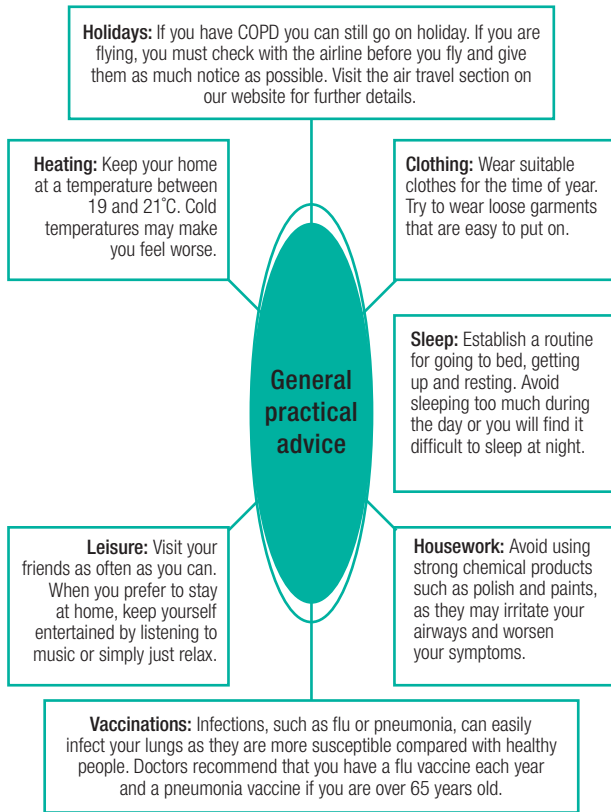 Holidays: If you have COPD you can still go on holiday. If you are
flying, you must check with the airline before you fly and give
them as much notice as possible. Visit the air travel section on
our website for further details.
Heating: Keep your home
at a temperature between
19 and 21˚C. Cold
temperatures may make
you feel worse.
Clothing: Wear suitable
clothes for the time of year.
Try to wear loose garments
that are easy to put on.
General
practical
advice
Sleep: Establish a routine
for going to bed, getting
up and resting. Avoid
sleeping too much during
the day or you will find it
difficult to sleep at night.
Leisure: Visit your
friends as often as you can.
When you prefer to stay
at home, keep yourself
entertained by listening to
music or simply just relax.
Housework: Avoid using
strong chemical products
such as polish and paints,
as they may irritate your
airways and worsen
your symptoms.
Vaccinations: Infections, such as flu or pneumonia, can easily
infect your lungs as they are more susceptible compared with healthy
people. Doctors recommend that you have a flu vaccine each year
and a pneumonia vaccine if you are over 65 years old.